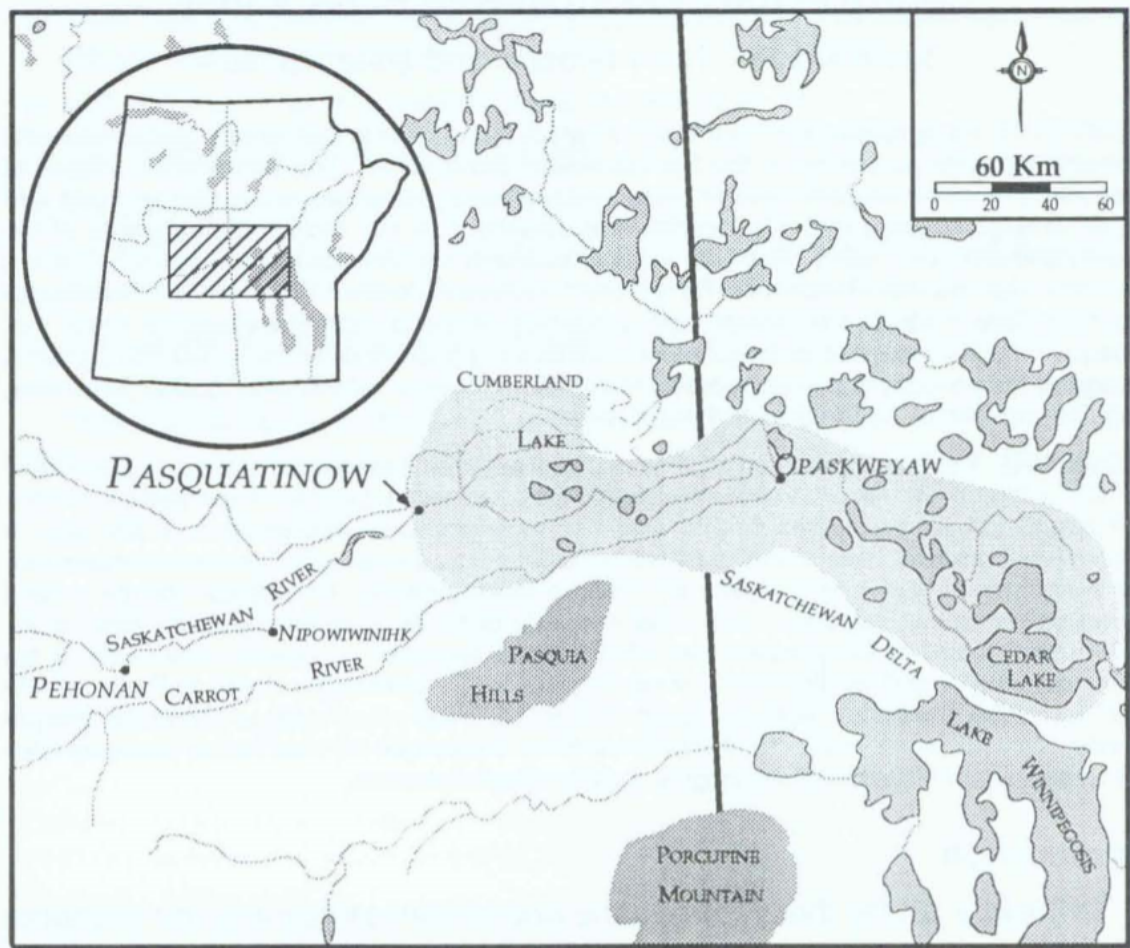 N
60 Km
0 20 40 60
CUMBERLAND
LAKE
PASQUATINOW
OPASKWEYAW
SASKATCHEWAN RIVER
NIPOWIWINIHK
PEHONAN
CARROT RIVER
PASQUIA
HILLS
SASKATCHEWAN DELTA
CEDAR
LAKE
LAKE WINNIPEGOSIS
PORCUPINE
MOUNTAIN